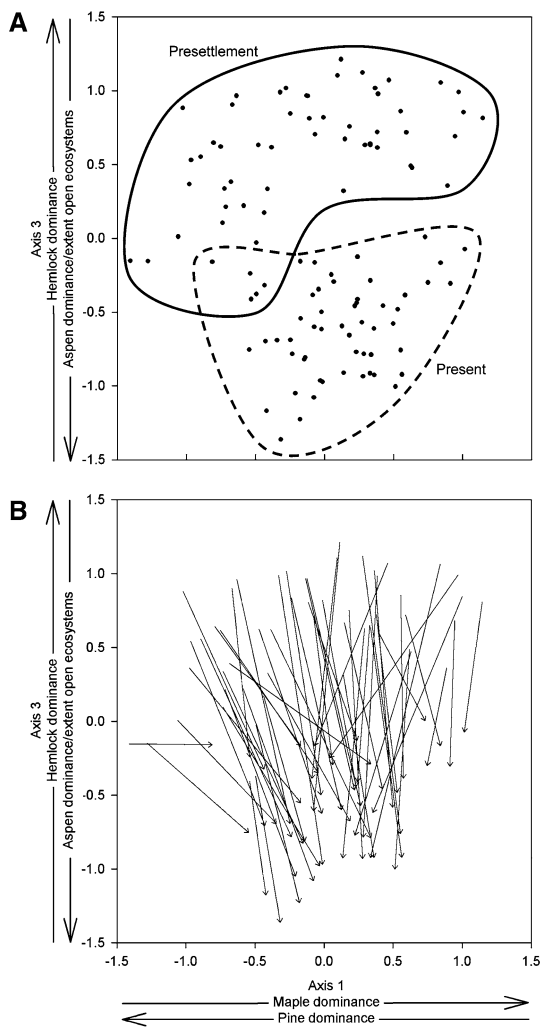 A
1.5
Presettlement
1.0
0.5
0.0
-0.5
Present
-1.0
-1.5
Axis 3
Hemlock dominance
Aspen dominance/extent open ecosystems
B
1.5
1.0
0.5
0.0
-0.5
-1.0
-1.5
Axis 3
Hemlock dominance
Aspen dominance/extent open ecosystems
-1.5 -1.0 -0.5 0.0 0.5 1.0 1.5
Axis 1
Maple dominance
Pine dominance